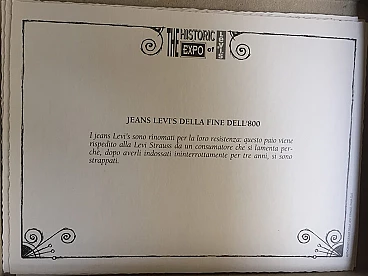 THE HISTORIC
EXPO of LEVI'S
JEANS LEVI'S DELLA FINE DELL'800
I jeans Levi's sono rinomati per la loro resistenza: questo paio viene
rispedito alla Levi Strauss da un consumatore che si lamenta per-
ché, dopo averli indossati ininterrottamente per tre anni, si sono
strappati.